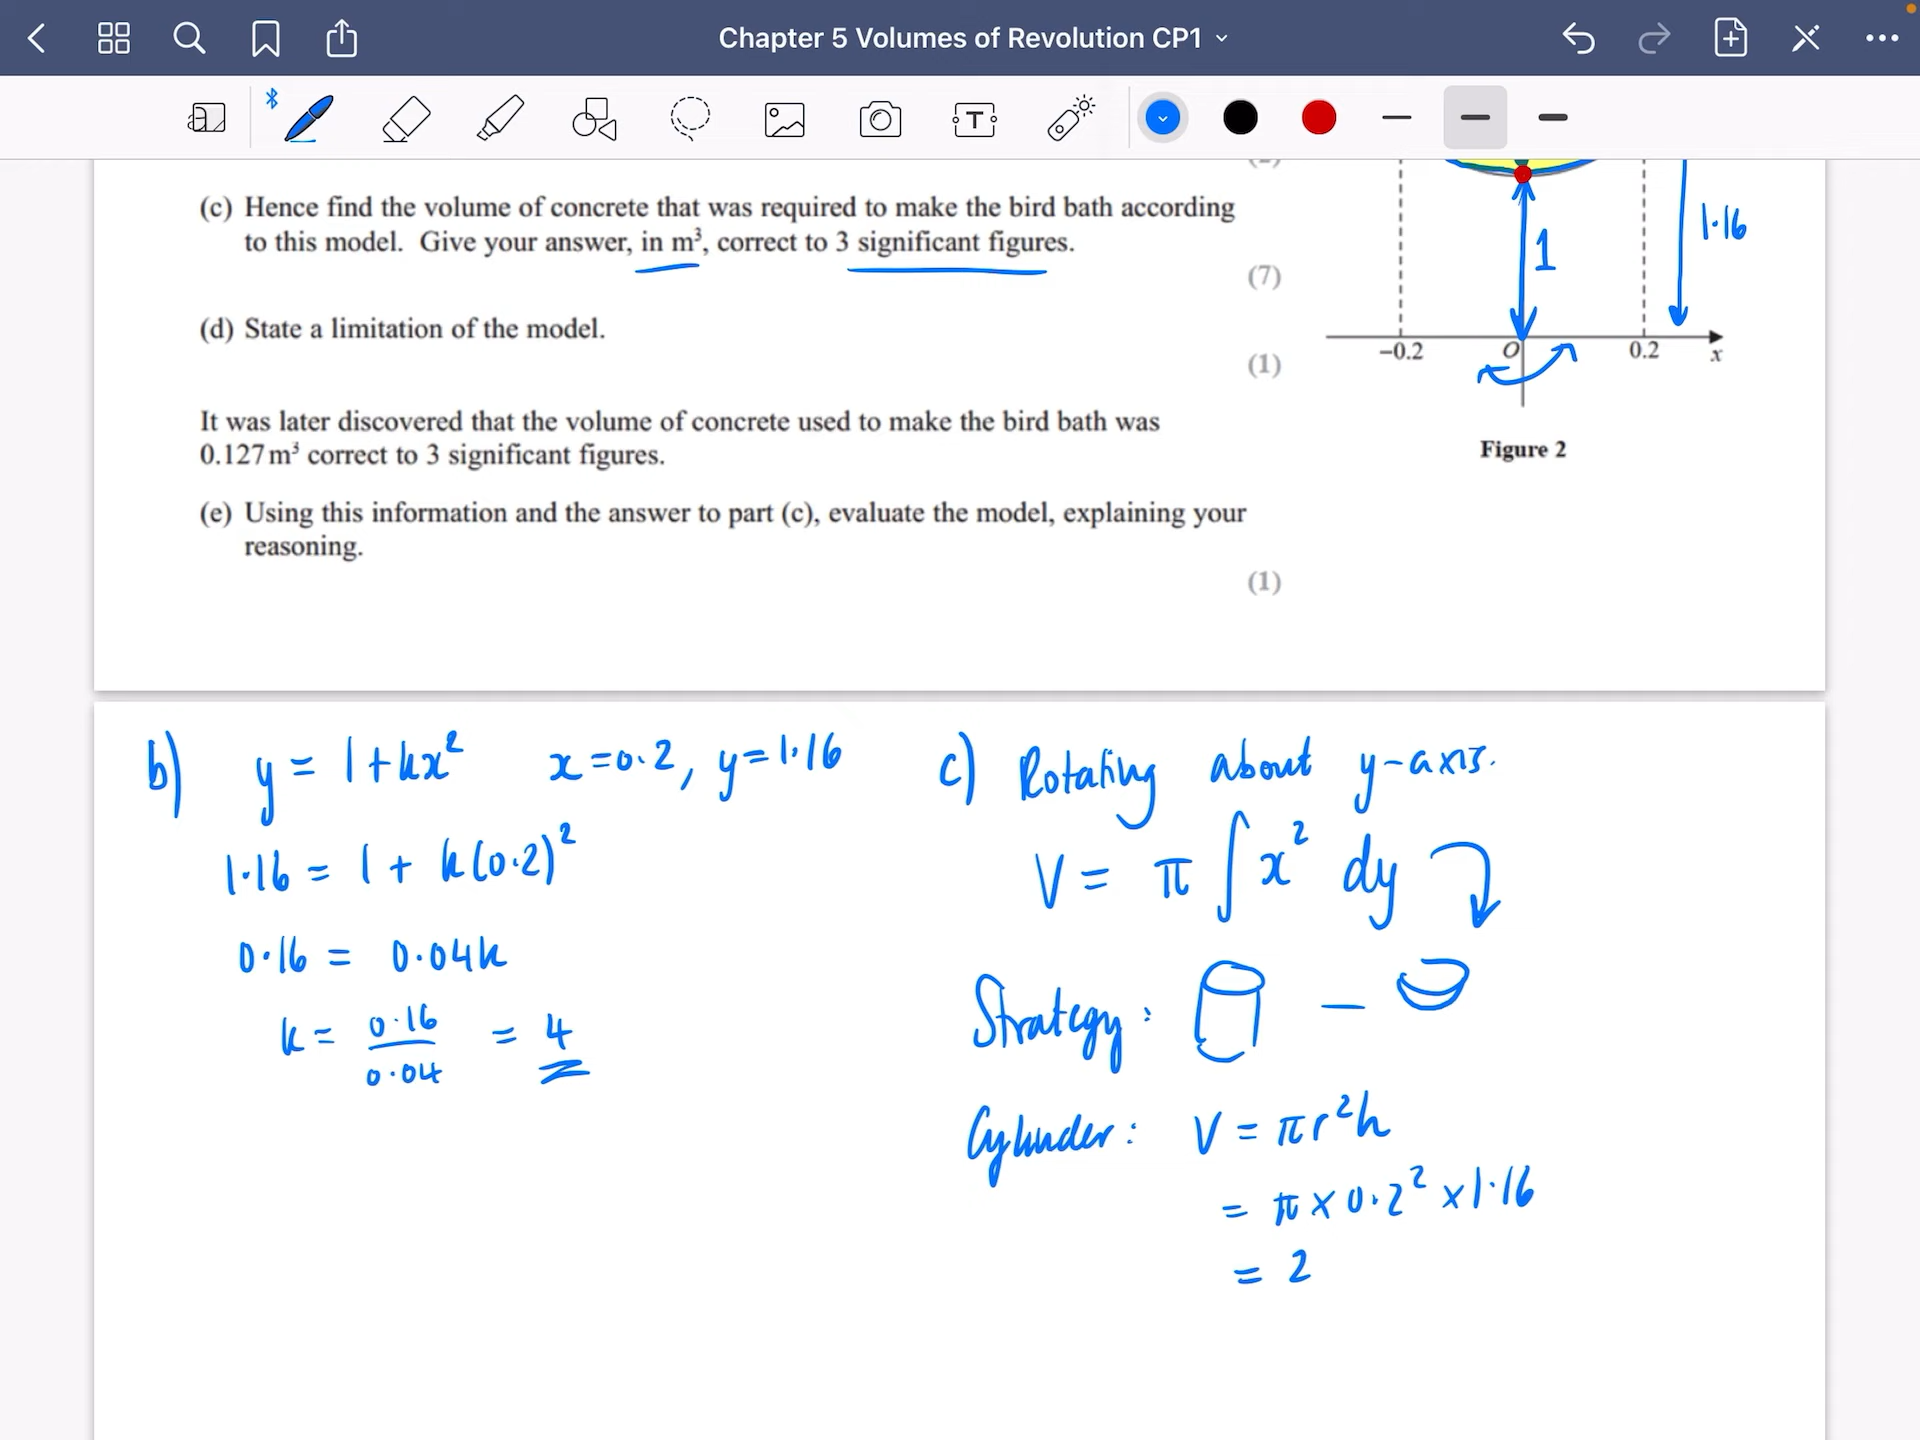 Chapter 5 Volumes of Revolution CP1
(c) Hence find the volume of concrete that was required to make the bird bath according
to this model. Give your answer, in m³, correct to 3 significant figures.
(7)
(d) State a limitation of the model.
(1)
It was later discovered that the volume of concrete used to make the bird bath was
0.127 m³ correct to 3 significant figures.
(e) Using this information and the answer to part (c), evaluate the model, explaining your
reasoning.
(1)
1.16
1
-0.2
O
0.2
x
Figure 2
b) y = 1 + kx² x = 0.2, y = 1.16
1.16 = 1 + k(0.2)²
0.16 = 0.04k
k = 0.16/0.04 = 4
c) Rotating about y-axis.
V = π ∫ x² dy
Strategy: −
Cylinder: V = πr²h
= π × 0.2² × 1.16
= 2